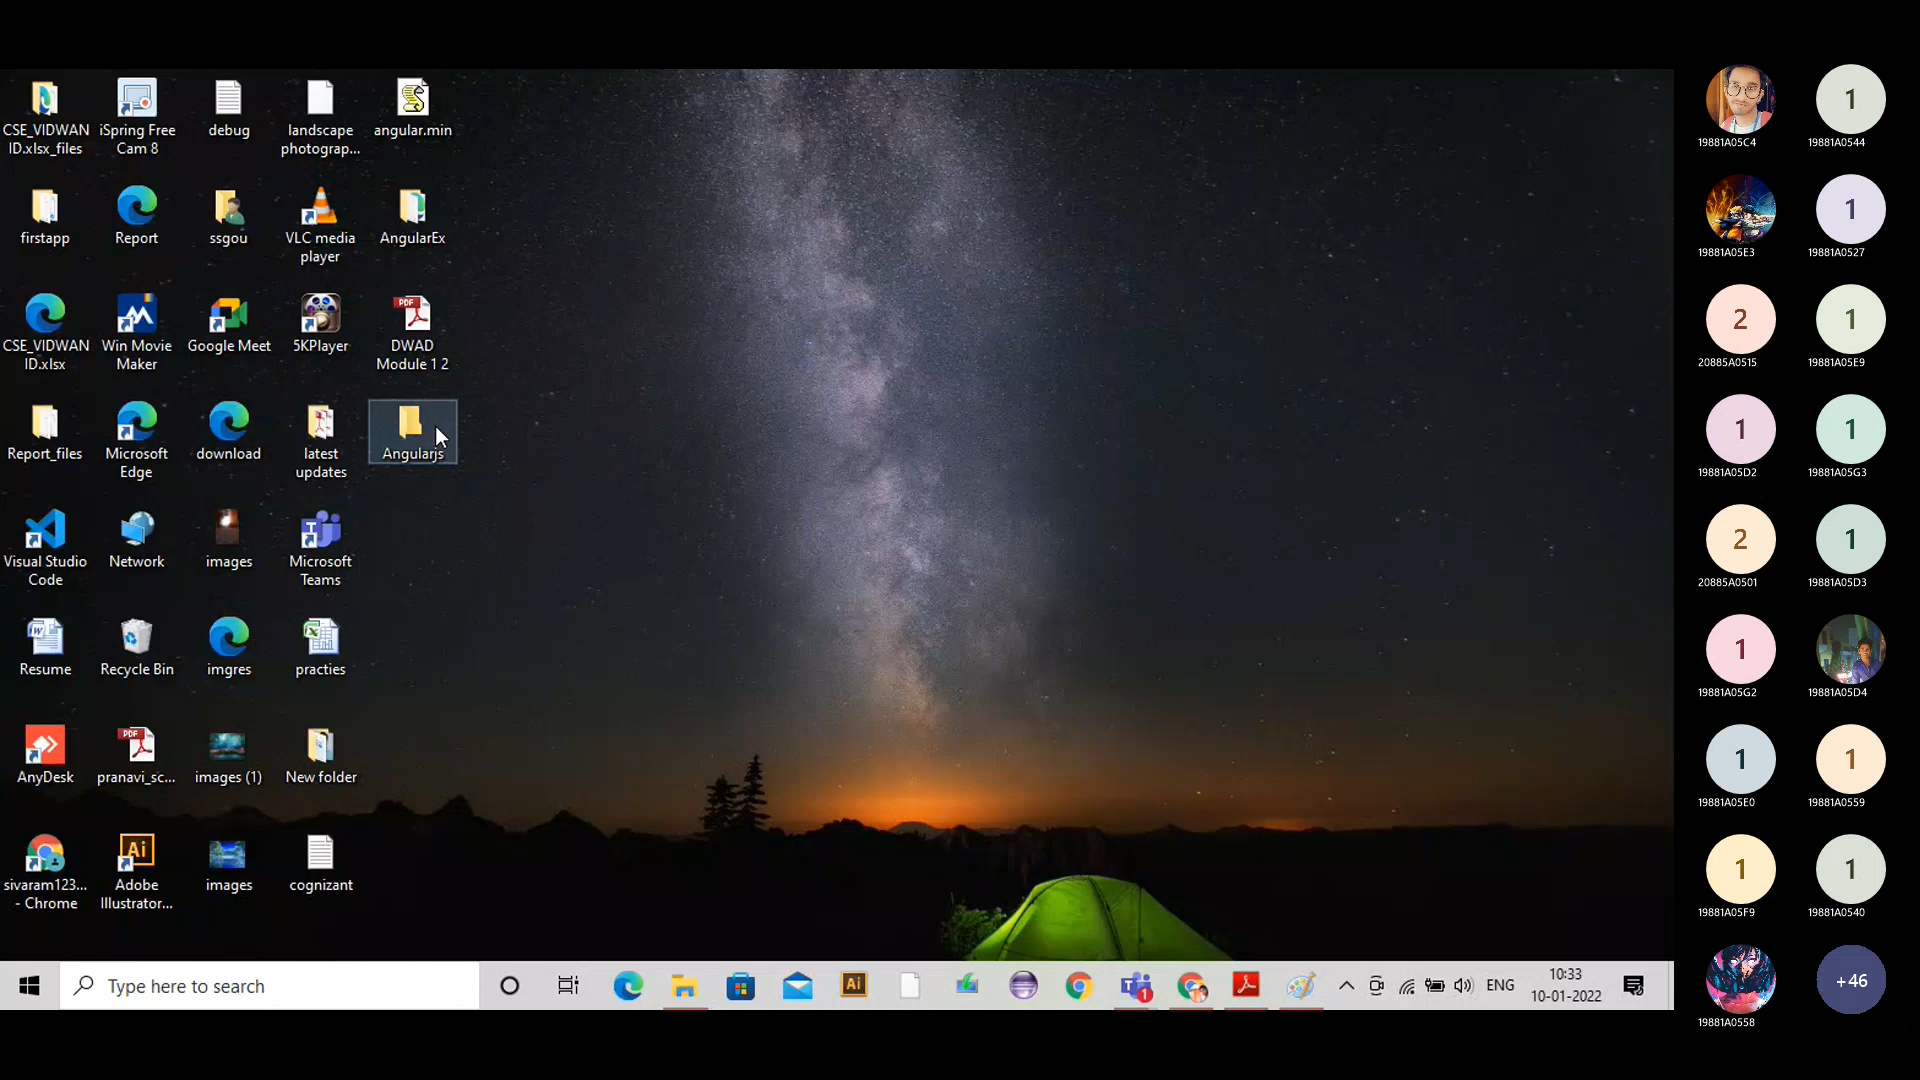 CSE_VIDWAN
ID.xlsx_files
iSpring Free
Cam 8
debug
landscape
photograp...
angular.min
firstapp
Report
ssgou
VLC media
player
AngularEx
CSE_VIDWAN
ID.xlsx
Win Movie
Maker
Google Meet
5KPlayer
PDF
DWAD
Module 1 2
Report_files
Microsoft
Edge
download
latest
updates
Angularjs
Visual Studio
Code
Network
images
T
Microsoft
Teams
W
Resume
Recycle Bin
imgres
practies
AnyDesk
PDF
pranavi_sc...
images (1)
New folder
sivaram123...
- Chrome
Ai
Adobe
Illustrator...
images
cognizant
Type here to search
Ai
1
ENG
10:33
10-01-2022
19881A05C4
1
19881A0544
19881A05E3
1
19881A0527
2
20885A0515
1
19881A05E9
1
19881A05D2
1
19881A05G3
2
20885A0501
1
19881A05D3
1
19881A05G2
19881A05D4
1
19881A05E0
1
19881A0559
1
19881A05F9
1
19881A0540
19881A0558
+46